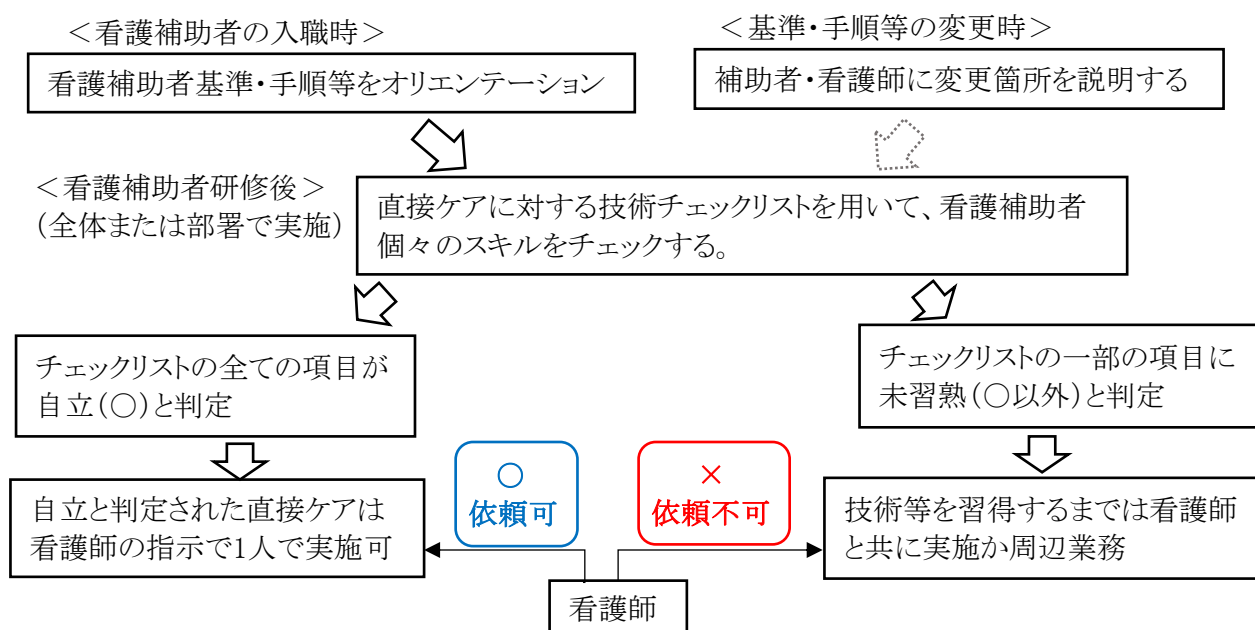 ＜看護補助者の入職時＞
看護補助者基準・手順等をオリエンテーション
＜基準・手順等の変更時＞
補助者・看護師に変更箇所を説明する
＜看護補助者研修後＞
(全体または部署で実施)
直接ケアに対する技術チェックリストを用いて、看護補助者
個々のスキルをチェックする。
チェックリストの全ての項目が
自立(○)と判定
チェックリストの一部の項目に
未習熟(○以外)と判定
自立と判定された直接ケアは
看護師の指示で1人で実施可
○
依頼可
×
依頼不可
技術等を習得するまでは看護師
と共に実施か周辺業務
看護師